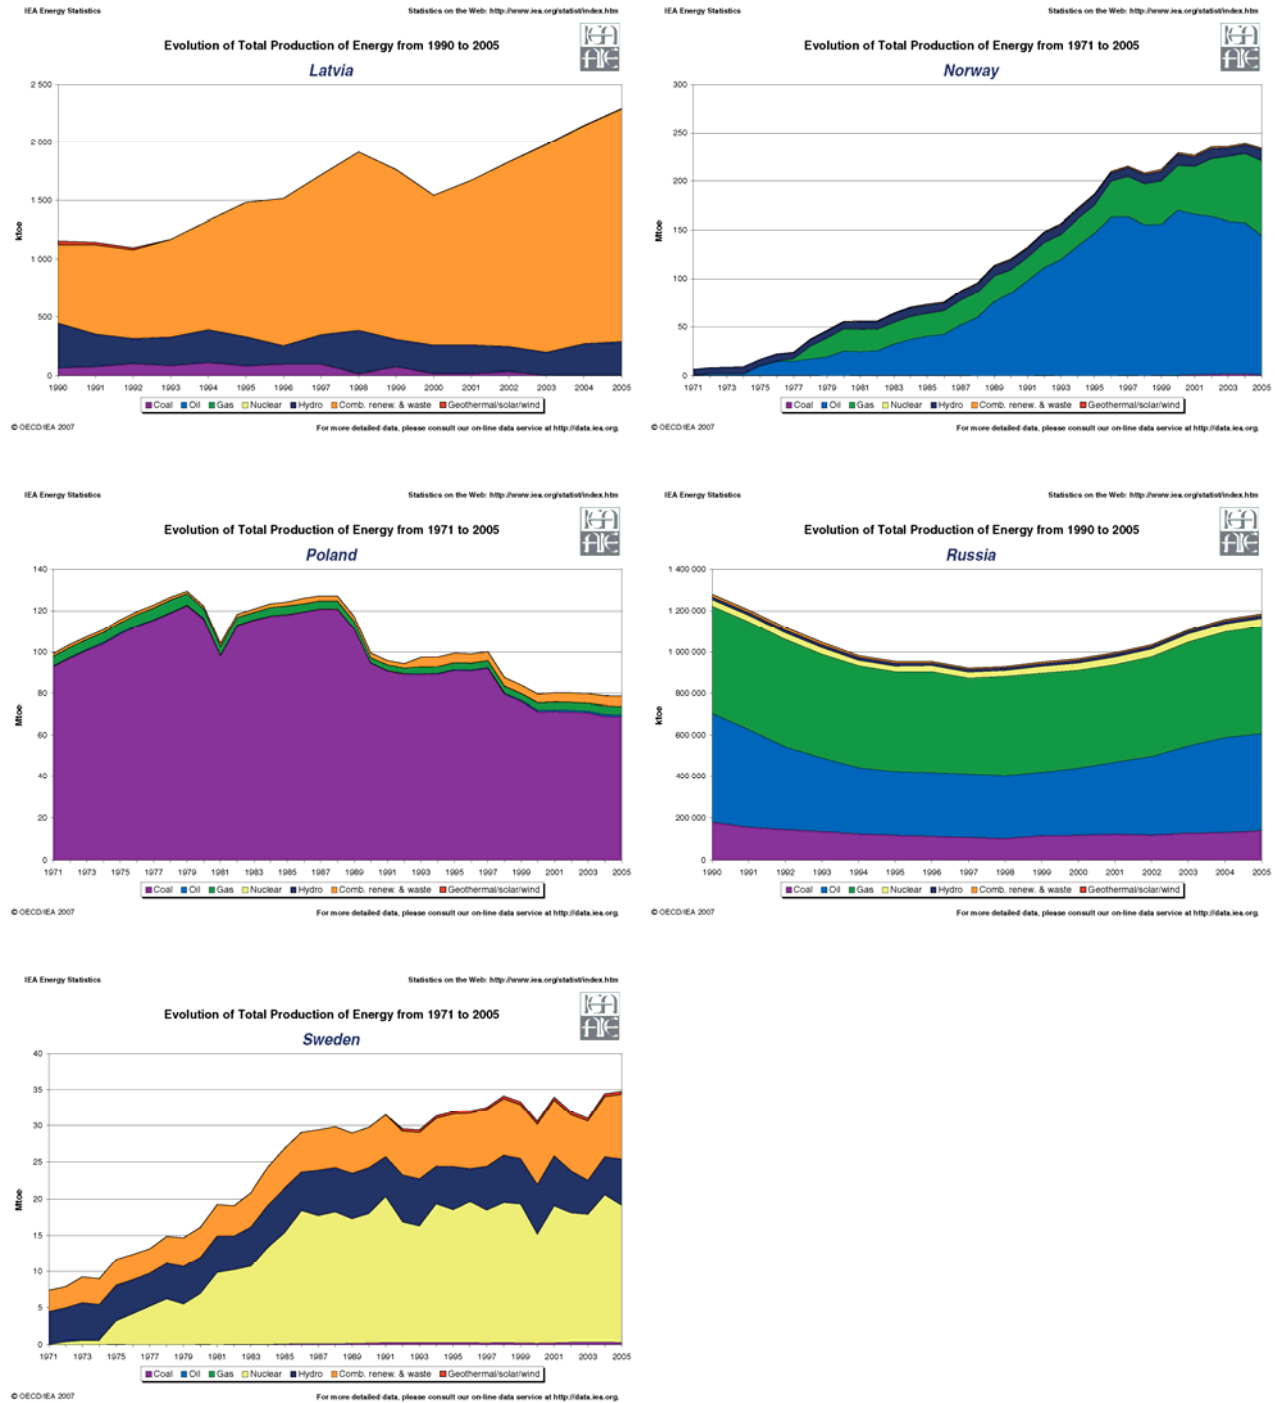 IEA Energy Statistics
Statistics on the Web: http://www.iea.org/statist/index.htm
Evolution of Total Production of Energy from 1990 to 2005
Latvia
2 500
2 000
1 500
1 000
500
0
ktoe
1990 1991 1992 1993 1994 1995 1996 1997 1998 1999 2000 2001 2002 2003 2004 2005
Coal Oil Gas Nuclear Hydro Comb. renew. & waste Geothermal/solar/wind
© OECD/IEA 2007
For more detailed data, please consult our on-line data service at http://data.iea.org.
IEA Energy Statistics
Statistics on the Web: http://www.iea.org/statist/index.htm
Evolution of Total Production of Energy from 1971 to 2005
Norway
300
250
200
150
100
50
0
Mtoe
1971 1973 1975 1977 1979 1981 1983 1985 1987 1989 1991 1993 1995 1997 1999 2001 2003 2005
Coal Oil Gas Nuclear Hydro Comb. renew. & waste Geothermal/solar/wind
© OECD/IEA 2007
For more detailed data, please consult our on-line data service at http://data.iea.org.
IEA Energy Statistics
Statistics on the Web: http://www.iea.org/statist/index.htm
Evolution of Total Production of Energy from 1971 to 2005
Poland
140
120
100
80
60
40
20
0
Mtoe
1971 1973 1975 1977 1979 1981 1983 1985 1987 1989 1991 1993 1995 1997 1999 2001 2003 2005
Coal Oil Gas Nuclear Hydro Comb. renew. & waste Geothermal/solar/wind
© OECD/IEA 2007
For more detailed data, please consult our on-line data service at http://data.iea.org.
IEA Energy Statistics
Statistics on the Web: http://www.iea.org/statist/index.htm
Evolution of Total Production of Energy from 1990 to 2005
Russia
1 400 000
1 200 000
1 000 000
800 000
600 000
400 000
200 000
0
ktoe
1990 1991 1992 1993 1994 1995 1996 1997 1998 1999 2000 2001 2002 2003 2004 2005
Coal Oil Gas Nuclear Hydro Comb. renew. & waste Geothermal/solar/wind
© OECD/IEA 2007
For more detailed data, please consult our on-line data service at http://data.iea.org.
IEA Energy Statistics
Statistics on the Web: http://www.iea.org/statist/index.htm
Evolution of Total Production of Energy from 1971 to 2005
Sweden
40
35
30
25
20
15
10
5
0
Mtoe
1971 1973 1975 1977 1979 1981 1983 1985 1987 1989 1991 1993 1995 1997 1999 2001 2003 2005
Coal Oil Gas Nuclear Hydro Comb. renew. & waste Geothermal/solar/wind
© OECD/IEA 2007
For more detailed data, please consult our on-line data service at http://data.iea.org.